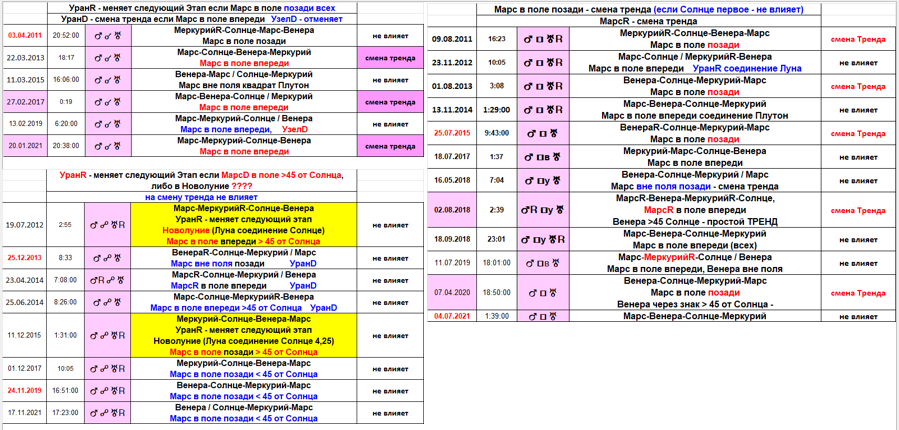 УранR - меняет следующий Этап если Марс в поле позади всех
УранD - смена тренда если Марс в поле впереди УзелD - отменяет
03.04.2011 20:52:00 ♂ ☌ ♅ МеркурийR-Солнце-Марс-Венера
Марс в поле позади не влияет
22.03.2013 18:17 ♂ ☌ ♅ Марс-Солнце-Венера-Меркурий
Марс в поле впереди смена тренда
11.03.2015 16:06:00 ♂ ☌ ♅ Венера-Марс / Солнце-Меркурий
Марс вне поля квадрат Плутон не влияет
27.02.2017 0:19 ♂ ☌ ♅ Марс-Венера-Солнце / Меркурий
Марс в поле впереди смена тренда
13.02.2019 6:20:00 ♂ ☌ ♅ Марс-Меркурий-Солнце / Венера
Марс в поле впереди, УзелD не влияет
20.01.2021 20:38:00 ♂ ☌ ♅ Марс-Меркурий-Солнце-Венера
Марс в поле впереди смена тренда
УранR - меняет следующий Этап если МарсD в поле >45 от Солнца,
либо в Новолуние ????
на смену тренда не влияет
19.07.2012 2:55 ♂ ☍ ♅R Марс-МеркурийR-Солнце-Венера
УранR - меняет следующий этап
Новолуние (Луна соединение Солнце)
Марс в поле впереди > 45 от Солнца не влияет
25.12.2013 8:33 ♂ ☍ ♅ ВенераR-Солнце-Меркурий / Марс
Марс вне поля позади УранD не влияет
23.04.2014 7:08:00 ♂R ☍ ♅ МарсR-Солнце-Меркурий / Венера
МарсR в поле впереди УранD не влияет
25.06.2014 8:26:00 ♂ ☍ ♅ Марс-Солнце-МеркурийR-Венера
Марс в поле впереди >45 от Солнца УранD не влияет
11.12.2015 1:31:00 ♂ ☍ ♅R Меркурий-Солнце-Венера-Марс
УранR - меняет следующий этап
Новолуние (Луна соединение Солнце 4,25)
Марс в поле позади > 45 от Солнца не влияет
01.12.2017 10:05 ♂ ☍ ♅R Меркурий-Солнце-Венера-Марс
Марс в поле позади < 45 от Солнца не влияет
24.11.2019 16:51:00 ♂ ☍ ♅R Венера-Солнце-Меркурий-Марс
Марс в поле позади < 45 от Солнца не влияет
17.11.2021 17:23:00 ♂ ☍ ♅R Венера / Солнце-Меркурий-Марс
Марс в поле позади < 45 от Солнца не влияет
Марс в поле позади - смена тренда (если Солнце первое - не влияет)
МарсR - смена тренда
09.08.2011 16:23 ♂ □ ♅R МеркурийR-Солнце-Венера-Марс
Марс в поле позади смена Тренда
23.11.2012 10:05 ♂ □ ♅R Марс-Солнце / МеркурийR-Венера
Марс в поле впереди УранR соединение Луна не влияет
01.08.2013 3:08 ♂ □ ♅R Венера-Солнце-Меркурий-Марс
Марс в поле позади смена Тренда
13.11.2014 1:29:00 ♂ □ ♅R Марс-Венера-Солнце-Меркурий
Марс в поле впереди соединение Плутон не влияет
25.07.2015 9:43:00 ♂ □ ♅ ВенераR-Солнце-Меркурий-Марс
Марс в поле позади смена Тренда
18.07.2017 1:37 ♂ □в ♅ Меркурий-Марс-Солнце-Венера
Марс в поле впереди не влияет
16.05.2018 7:04 ♂ □у ♅ Венера-Солнце-Меркурий / Марс
Марс вне поля позади - смена тренда не влияет
02.08.2018 2:39 ♂R □у ♅ МарсR-Венера-МеркурийR-Солнце,
МарсR в поле впереди
Венера >45 Солнце - простой ТРЕНД смена Тренда
18.09.2018 23:01 ♂ □у ♅R Марс-Венера-Солнце-Меркурий
Марс в поле впереди (всех) не влияет
11.07.2019 18:01:00 ♂ □в ♅ Марс-МеркурийR-Солнце / Венера
Марс в поле впереди, Венера вне поля не влияет
07.04.2020 18:50:00 ♂ □ ♅ Венера-Солнце-Меркурий-Марс
Марс в поле позади
Венера через знак > 45 от Солнца - смена Тренда
04.07.2021 1:39:00 ♂ □ ♅ Марс-Венера-Солнце-Меркурий не влияет